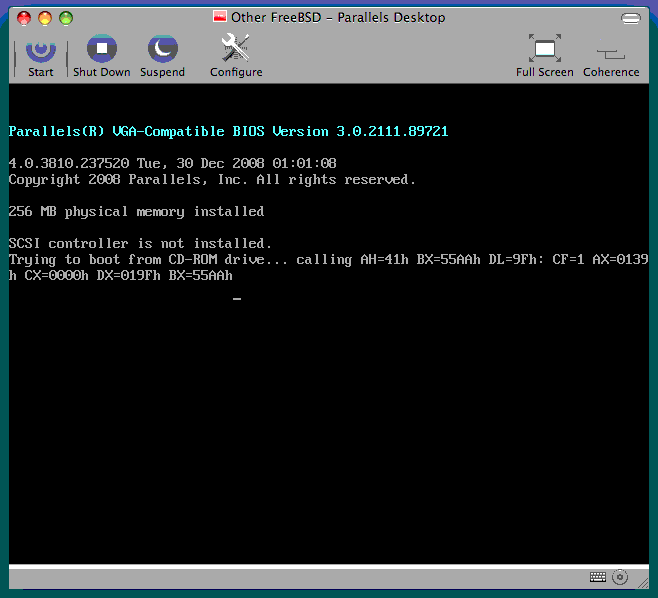 Other FreeBSD - Parallels Desktop
Start
Shut Down
Suspend
Configure
Full Screen
Coherence
Parallels(R) VGA-Compatible BIOS Version 3.0.2111.89721
4.0.3810.237520 Tue, 30 Dec 2008 01:01:08
Copyright 2008 Parallels, Inc. All rights reserved.
256 MB physical memory installed
SCSI controller is not installed.
Trying to boot from CD-ROM drive... calling AH=41h BX=55AAh DL=9Fh: CF=1 AX=0139
h CX=0000h DX=019Fh BX=55AAh